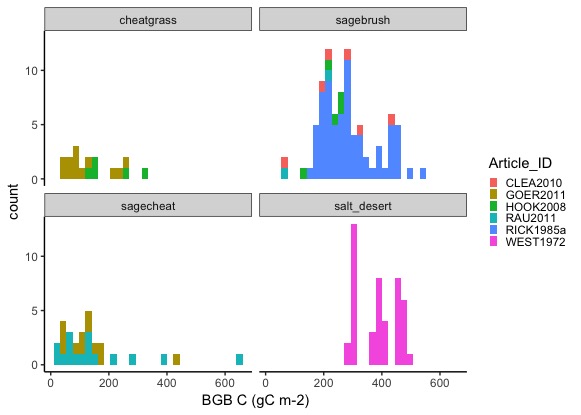 cheatgrass
sagebrush
10
5
0
count
sagecheat
salt_desert
10
5
0
0
200
400
600
0
200
400
600
BGB C (gC m-2)
Article_ID
CLEA2010
GOER2011
HOOK2008
RAU2011
RICK1985a
WEST1972